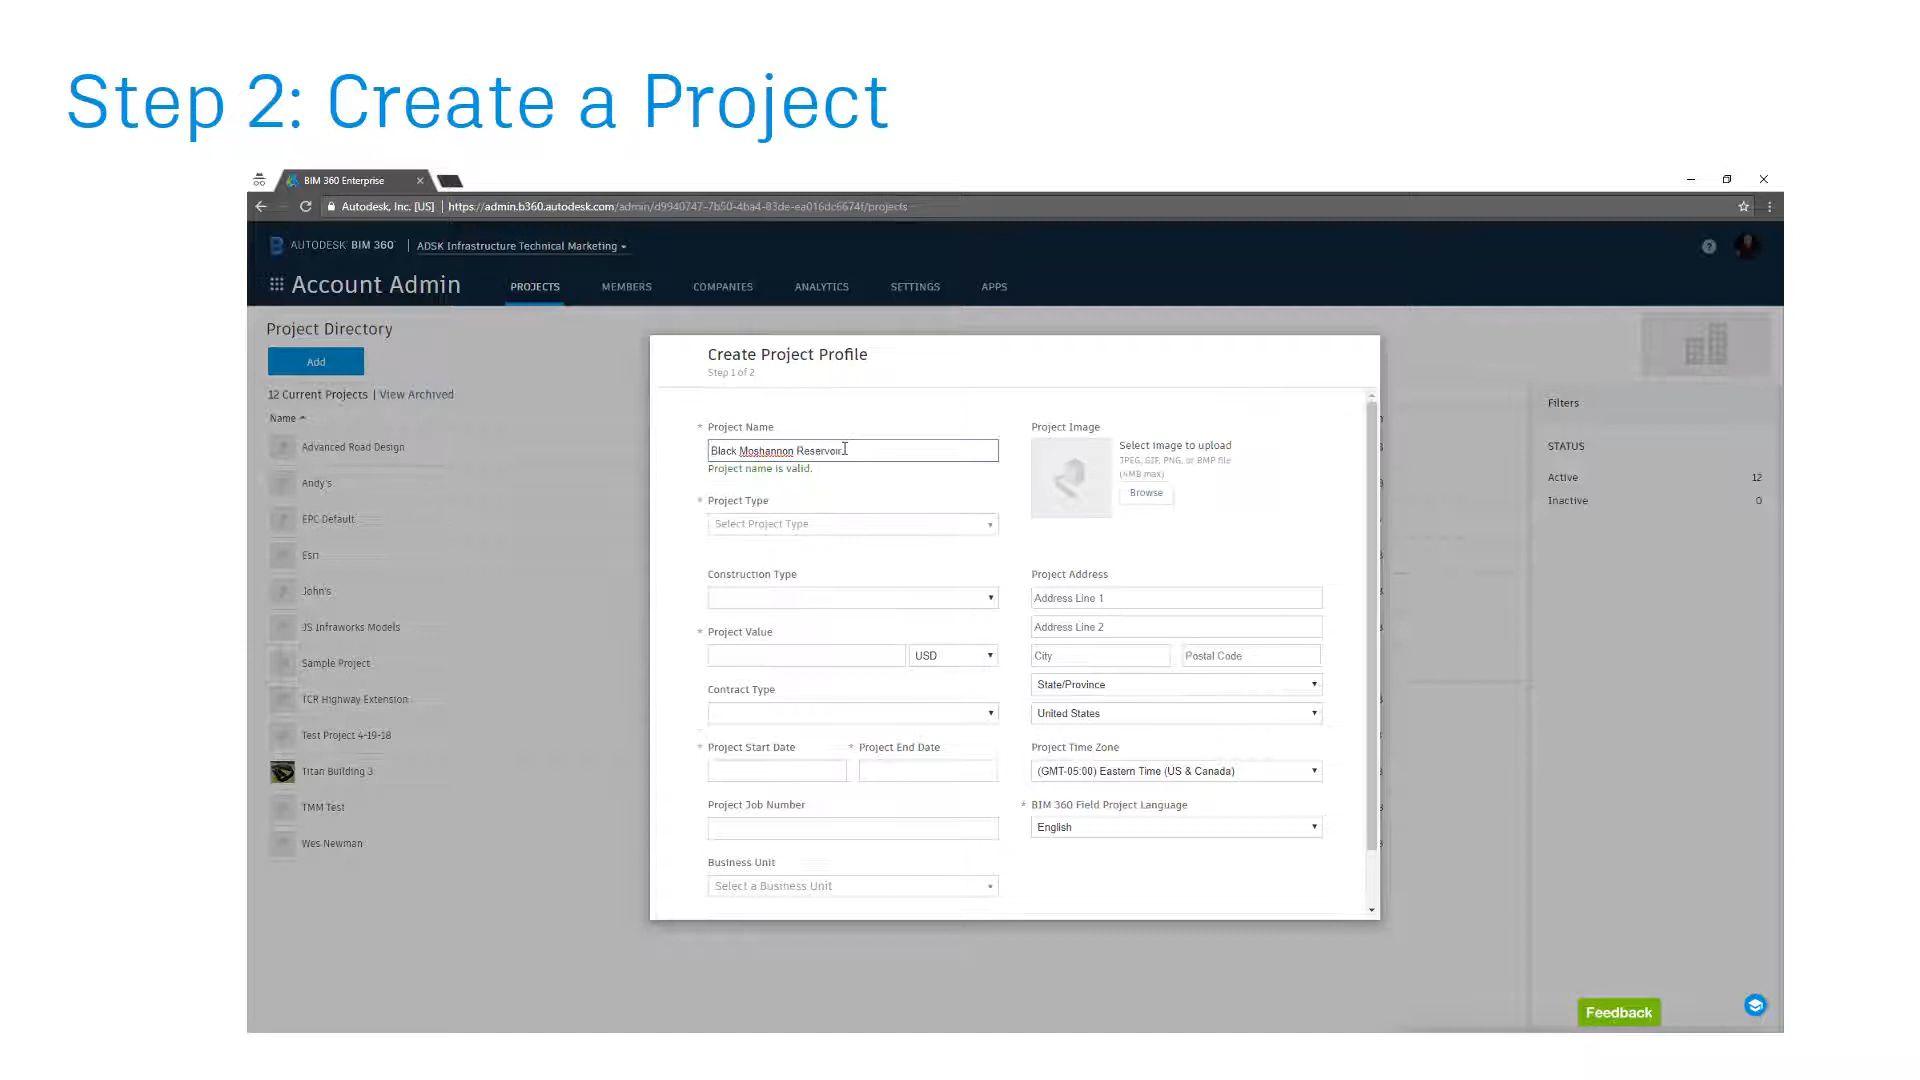 Step 2: Create a Project
BIM 360 Enterprise
Autodesk, Inc. [US] | https://admin.b360.autodesk.com/admin/d9940747-7b50-4ba4-83de-ea016dc6674f/projects
AUTODESK BIM 360 | ADSK Infrastructure Technical Marketing
Account Admin PROJECTS MEMBERS COMPANIES ANALYTICS SETTINGS APPS
Project Directory
Add
12 Current Projects | View Archived
Name
Advanced Road Design
Andy's
EPC Default
Esri
John's
JS Infraworks Models
Sample Project
TCR Highway Extension
Test Project 4-19-18
Titan Building 3
TMM Test
Wes Newman
Create Project Profile
Step 1 of 2
* Project Name
Black Moshannon Reservoir
Project name is valid.
* Project Type
Select Project Type
Construction Type
* Project Value
USD
Contract Type
* Project Start Date * Project End Date
Project Job Number
Business Unit
Select a Business Unit
Project Image
Select image to upload
JPEG, GIF, PNG, or BMP file
(4MB max)
Browse
Project Address
Address Line 1
Address Line 2
City Postal Code
State/Province
United States
Project Time Zone
(GMT-05:00) Eastern Time (US & Canada)
* BIM 360 Field Project Language
English
Filters
STATUS
Active 12
Inactive 0
Feedback